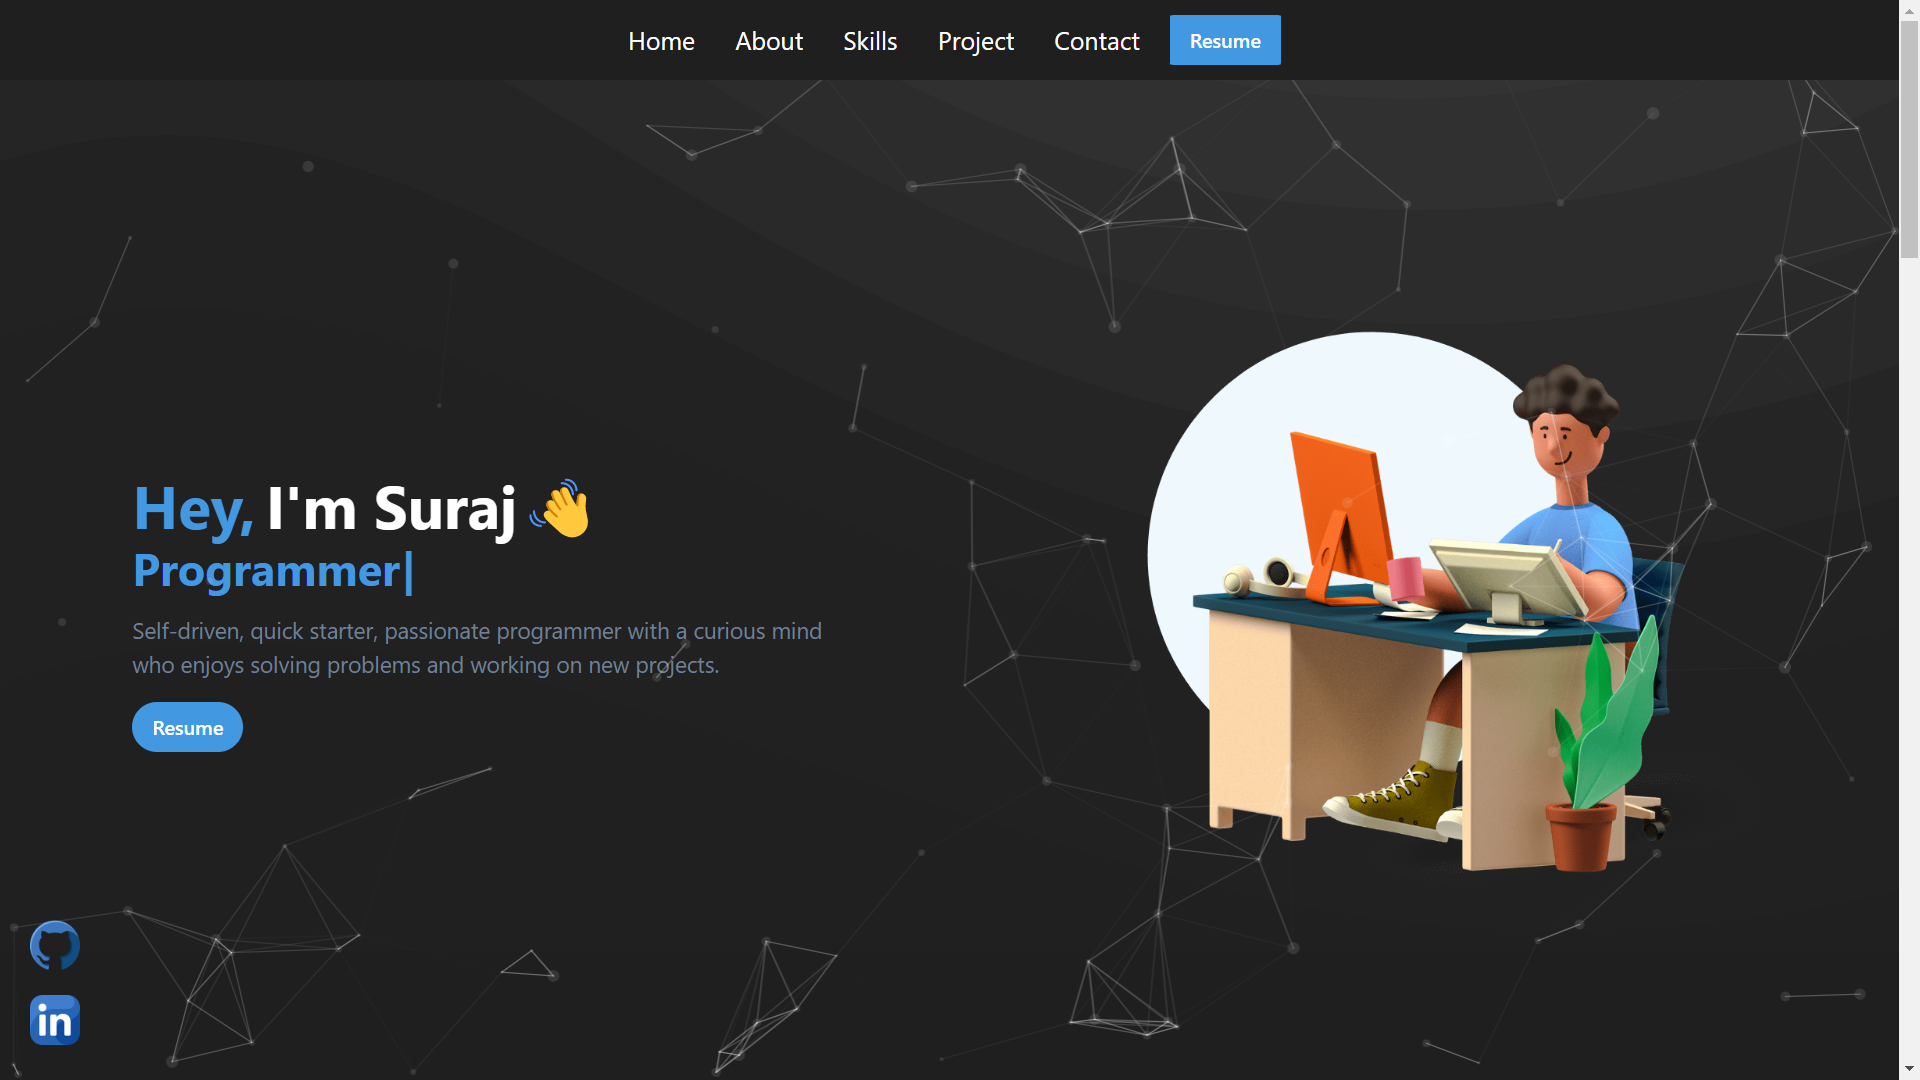 Home About Skills Project Contact Resume
Hey, I'm Suraj 👋
Programmer|
Self-driven, quick starter, passionate programmer with a curious mind
who enjoys solving problems and working on new projects.
Resume
in